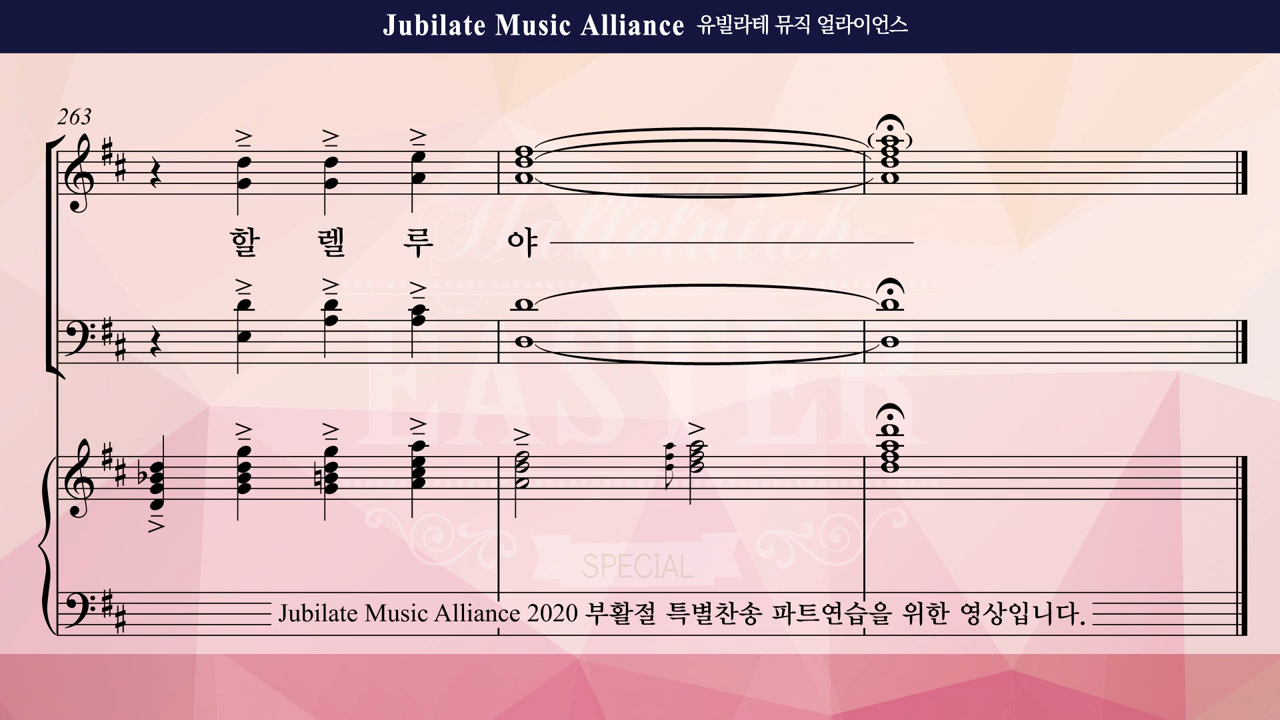 Jubilate Music Alliance 유빌라테 뮤직 얼라이언스
263
할 렐 루 야
Hallelujah
EASTER
SPECIAL
Jubilate Music Alliance 2020 부활절 특별찬송 파트연습을 위한 영상입니다.